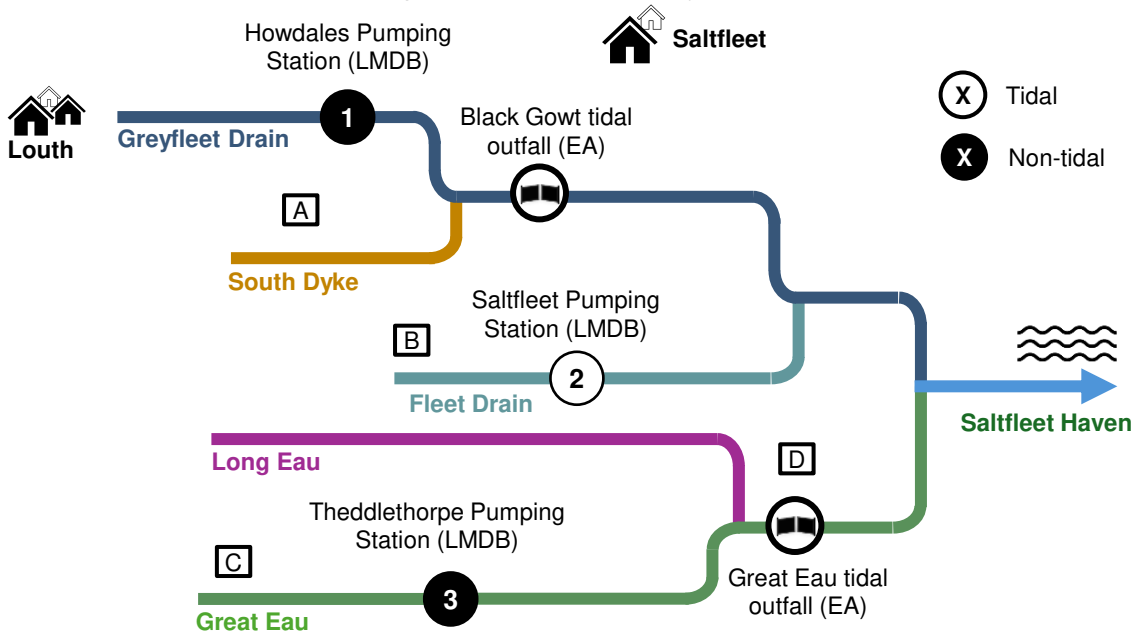 Howdales Pumping
Station (LMDB)
Saltfleet
X Tidal
X Non-tidal
Louth
1
Greyfleet Drain
Black Gowt tidal
outfall (EA)
A
South Dyke
Saltfleet Pumping
Station (LMDB)
B
2
Fleet Drain
Saltfleet Haven
Long Eau
D
Theddlethorpe Pumping
Station (LMDB)
C
3
Great Eau
Great Eau tidal
outfall (EA)